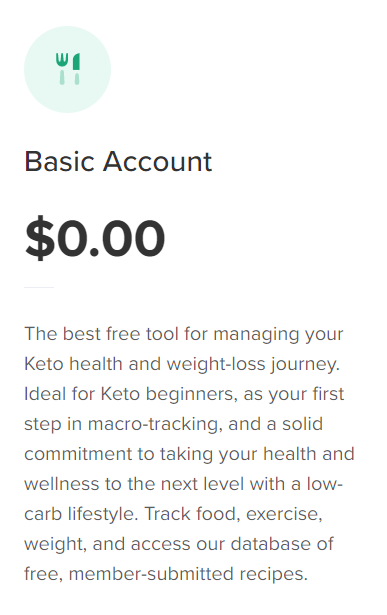 Basic Account
$0.00
The best free tool for managing your
Keto health and weight-loss journey.
Ideal for Keto beginners, as your first
step in macro-tracking, and a solid
commitment to taking your health and
wellness to the next level with a low-
carb lifestyle. Track food, exercise,
weight, and access our database of
free, member-submitted recipes.